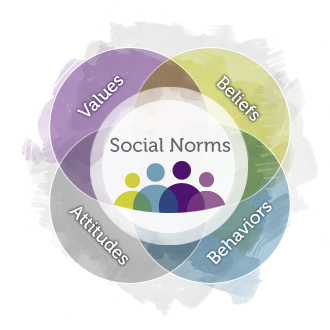 Values
Beliefs
Social Norms
Attitudes
Behaviors